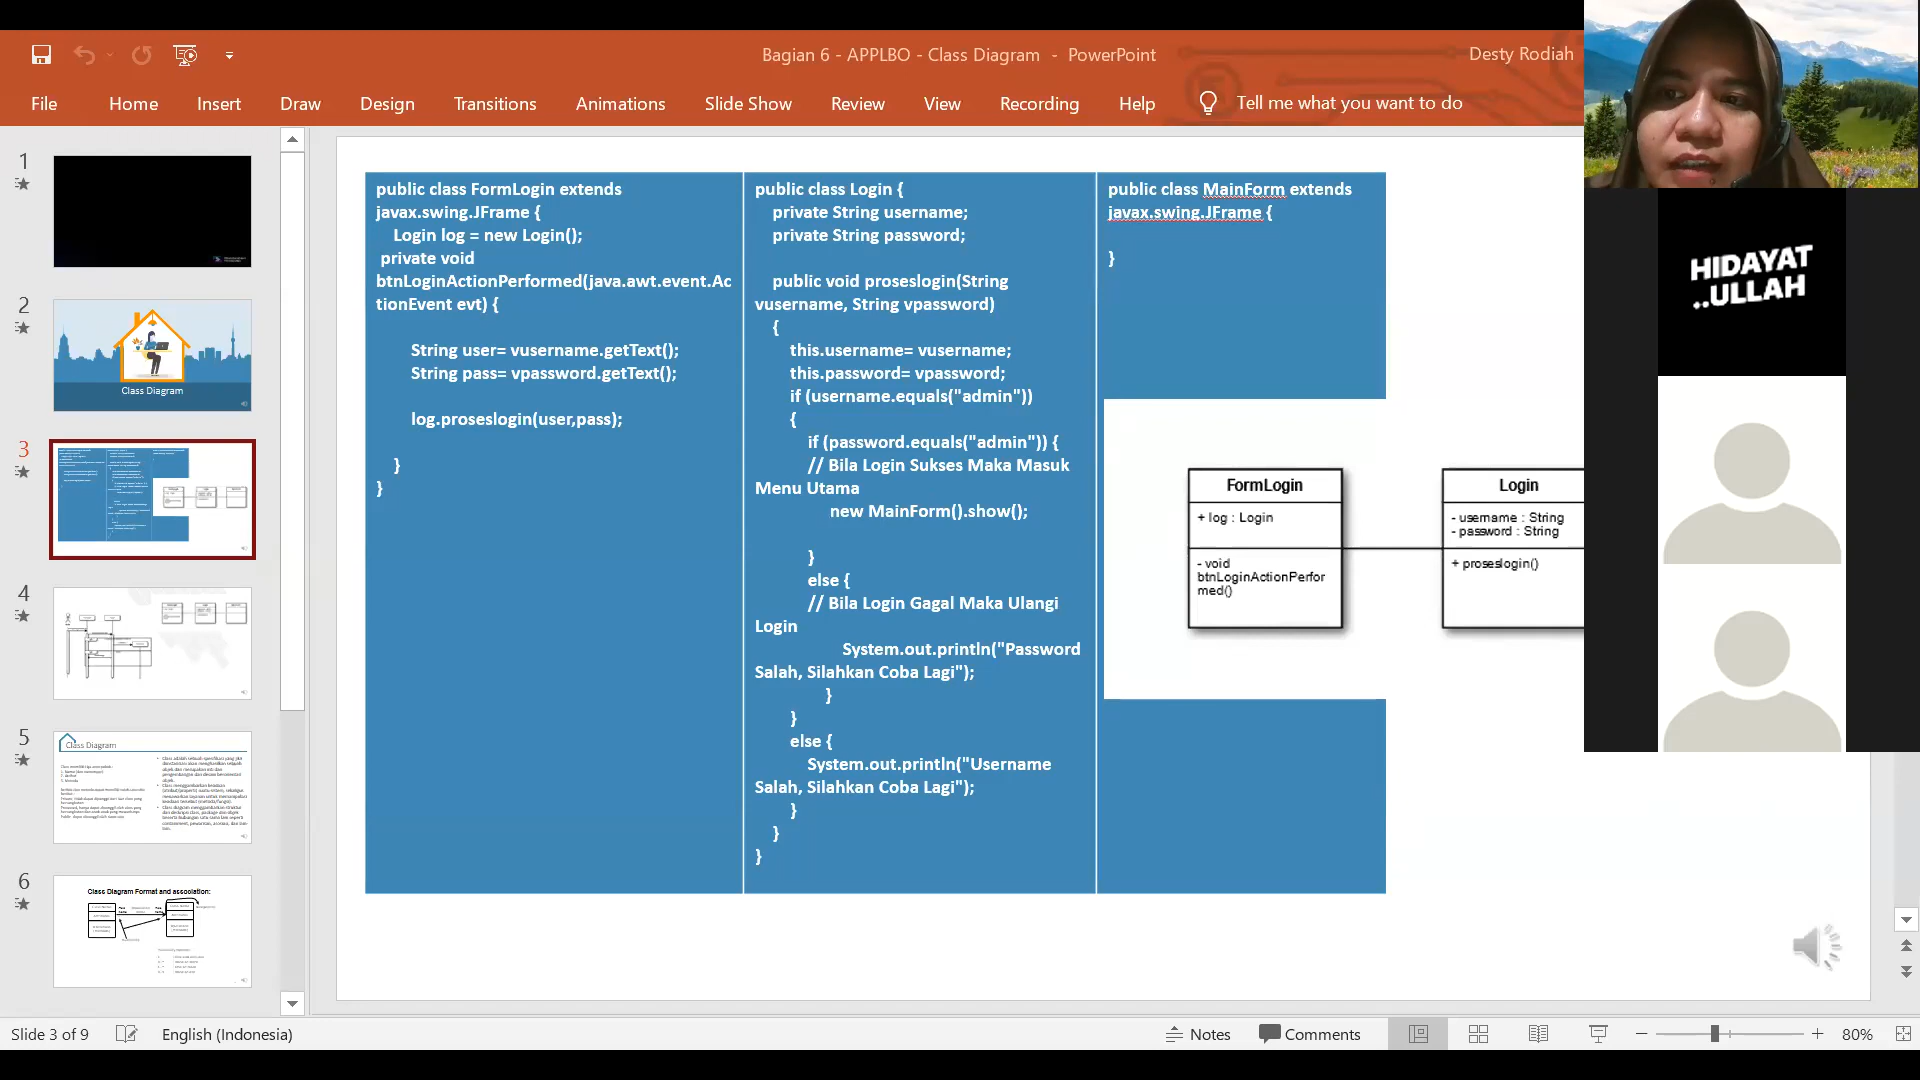 Bagian 6 - APPLBO - Class Diagram - PowerPoint
Desty Rodiah
File Home Insert Draw Design Transitions Animations Slide Show Review View Recording Help Tell me what you want to do
1
2
Class Diagram
3
4
5
Class Diagram
6
Class Diagram Format and association:
public class FormLogin extends
javax.swing.JFrame {
Login log = new Login();
private void
btnLoginActionPerformed(java.awt.event.Ac
tionEvent evt) {
String user= vusername.getText();
String pass= vpassword.getText();
log.proseslogin(user,pass);
}
}
public class Login {
private String username;
private String password;
public void proseslogin(String
vusername, String vpassword)
{
this.username= vusername;
this.password= vpassword;
if (username.equals("admin"))
{
if (password.equals("admin")) {
// Bila Login Sukses Maka Masuk
Menu Utama
new MainForm().show();
}
else {
// Bila Login Gagal Maka Ulangi
Login
System.out.println("Password
Salah, Silahkan Coba Lagi");
}
}
else {
System.out.println("Username
Salah, Silahkan Coba Lagi");
}
}
}
public class MainForm extends
javax.swing.JFrame {
}
FormLogin
+ log : Login
- void
btnLoginActionPerfor
med()
Login
- username : String
- password : String
+ proseslogin()
HIDAYAT
..ULLAH
Slide 3 of 9 English (Indonesia) Notes Comments 80%